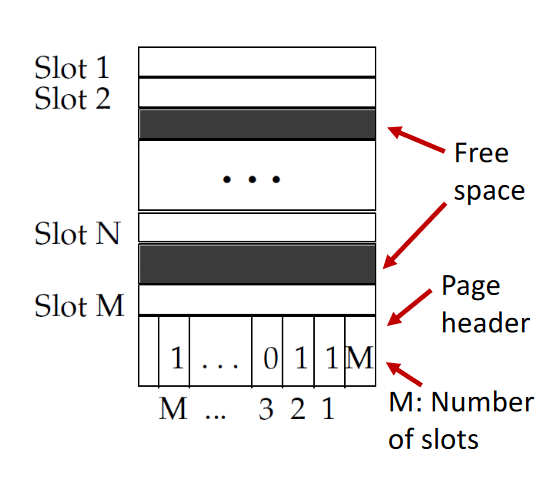 Slot 1
Slot 2
Free
space
...
Slot N
Page
header
Slot M
1 ... 0 1 1 M
M ... 3 2 1
M: Number
of slots